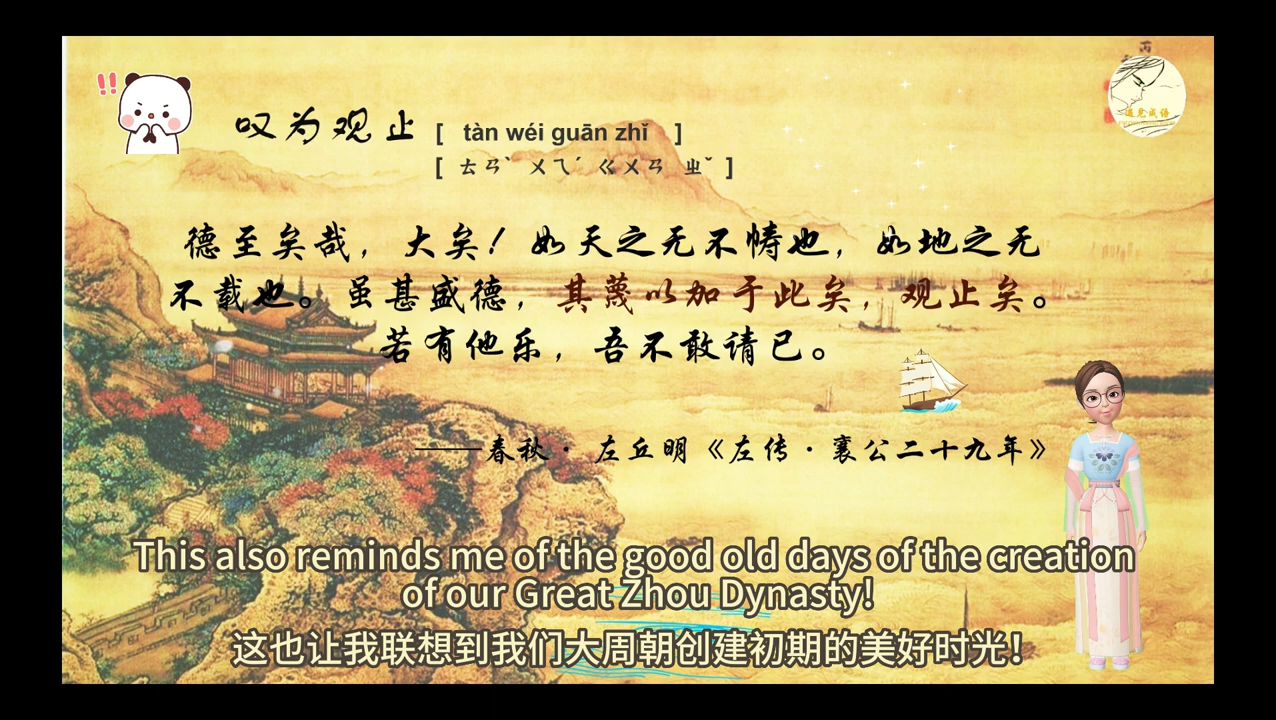 !!
叹为观止 [ tàn wéi guān zhǐ ]
[ ㄊㄢˋ ㄨㄟˊ ㄍㄨㄢ ㄓˇ ]
德至矣哉，大矣！如天之无不帱也，如地之无
不载也。虽甚盛德，其蔑以加于此矣，观止矣。
若有他乐，吾不敢请已。
——春秋·左丘明《左传·襄公二十九年》
This also reminds me of the good old days of the creation
of our Great Zhou Dynasty!
这也让我联想到我们大周朝创建初期的美好时光！